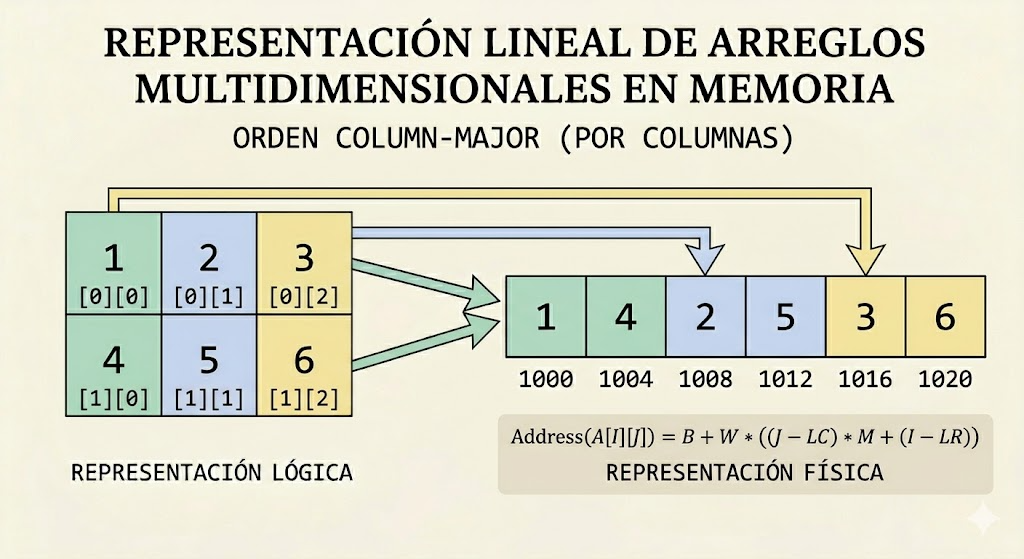 REPRESENTACIÓN LINEAL DE ARREGLOS
MULTIDIMENSIONALES EN MEMORIA
ORDEN COLUMN-MAJOR (POR COLUMNAS)
1 2 3
[0][0] [0][1] [0][2]
4 5 6
[1][0] [1][1] [1][2]
REPRESENTACIÓN LÓGICA
1 4 2 5 3 6
1000 1004 1008 1012 1016 1020
Address(A[I][J]) = B + W * ((J − LC) * M + (I − LR))
REPRESENTACIÓN FÍSICA